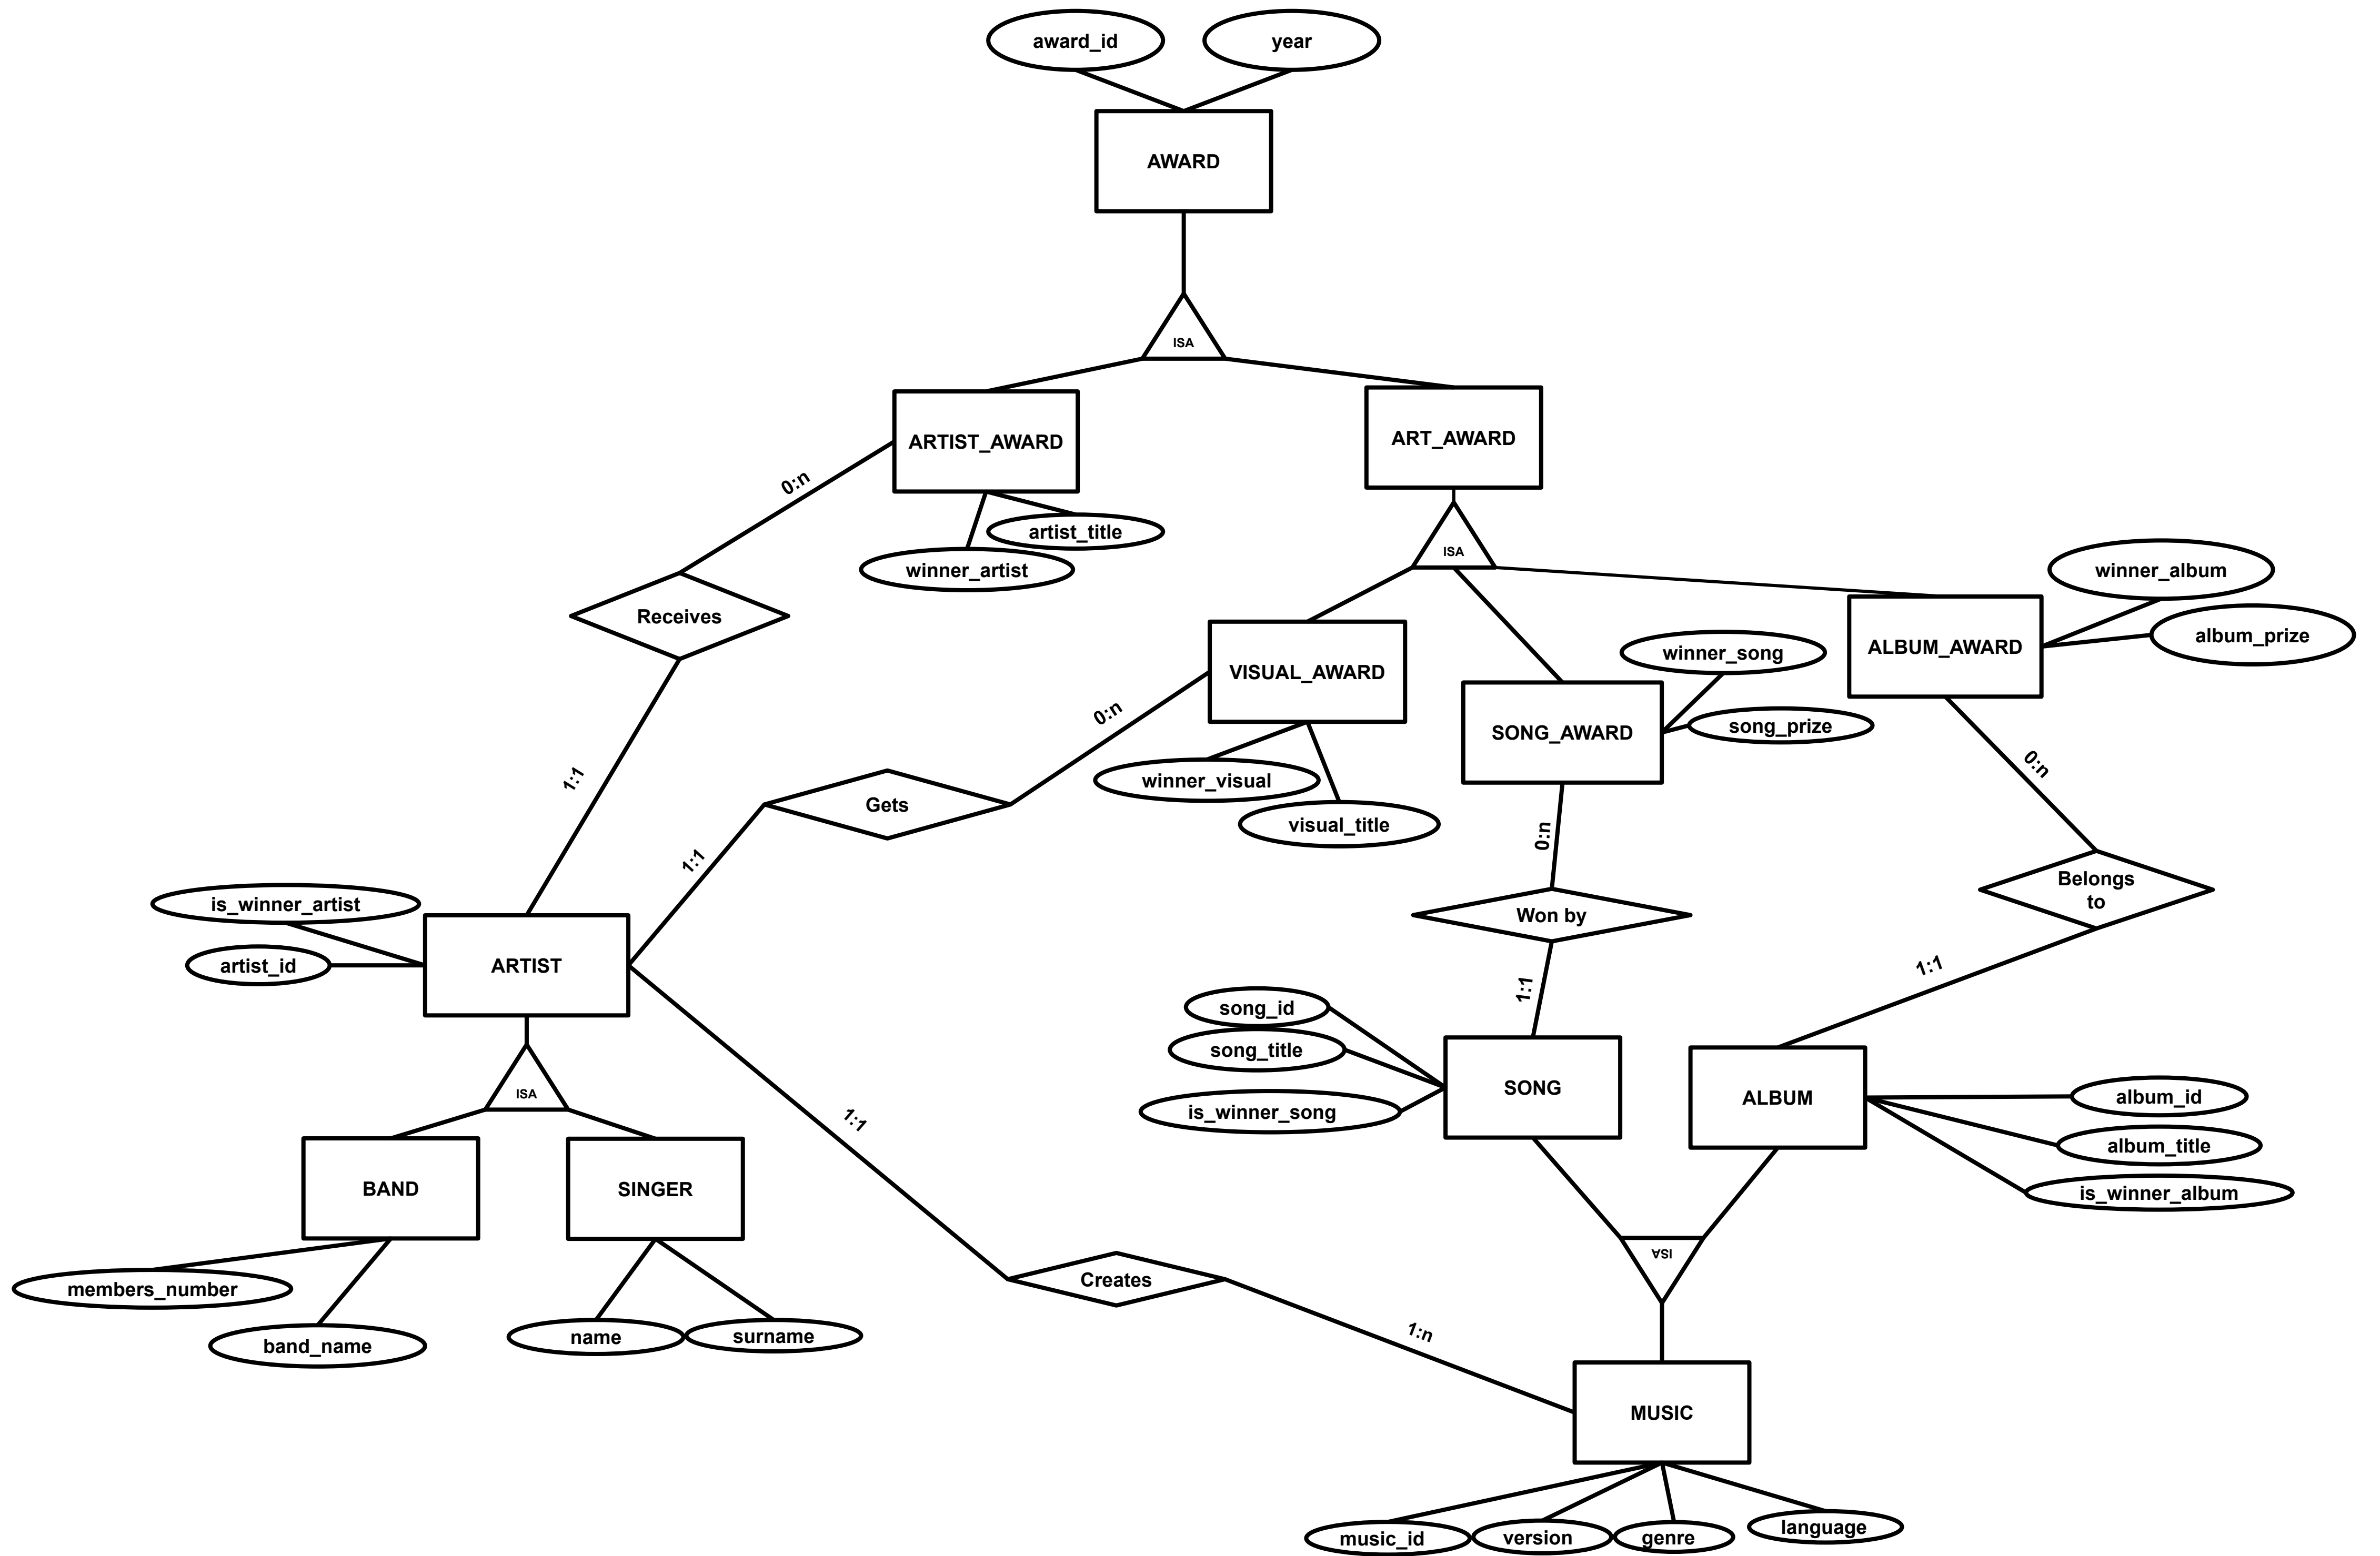 award_id
year
AWARD
ISA
ARTIST_AWARD
ART_AWARD
0:n
artist_title
winner_artist
ISA
winner_album
album_prize
Receives
VISUAL_AWARD
winner_song
ALBUM_AWARD
song_prize
SONG_AWARD
0:n
winner_visual
visual_title
0:n
0:n
1:1
Gets
1:1
Belongs
to
Won by
is_winner_artist
artist_id
ARTIST
1:1
1:1
song_id
song_title
is_winner_song
SONG
ALBUM
album_id
album_title
is_winner_album
ISA
1:1
BAND
SINGER
ISA
members_number
band_name
name
surname
Creates
1:n
MUSIC
music_id
version
genre
language